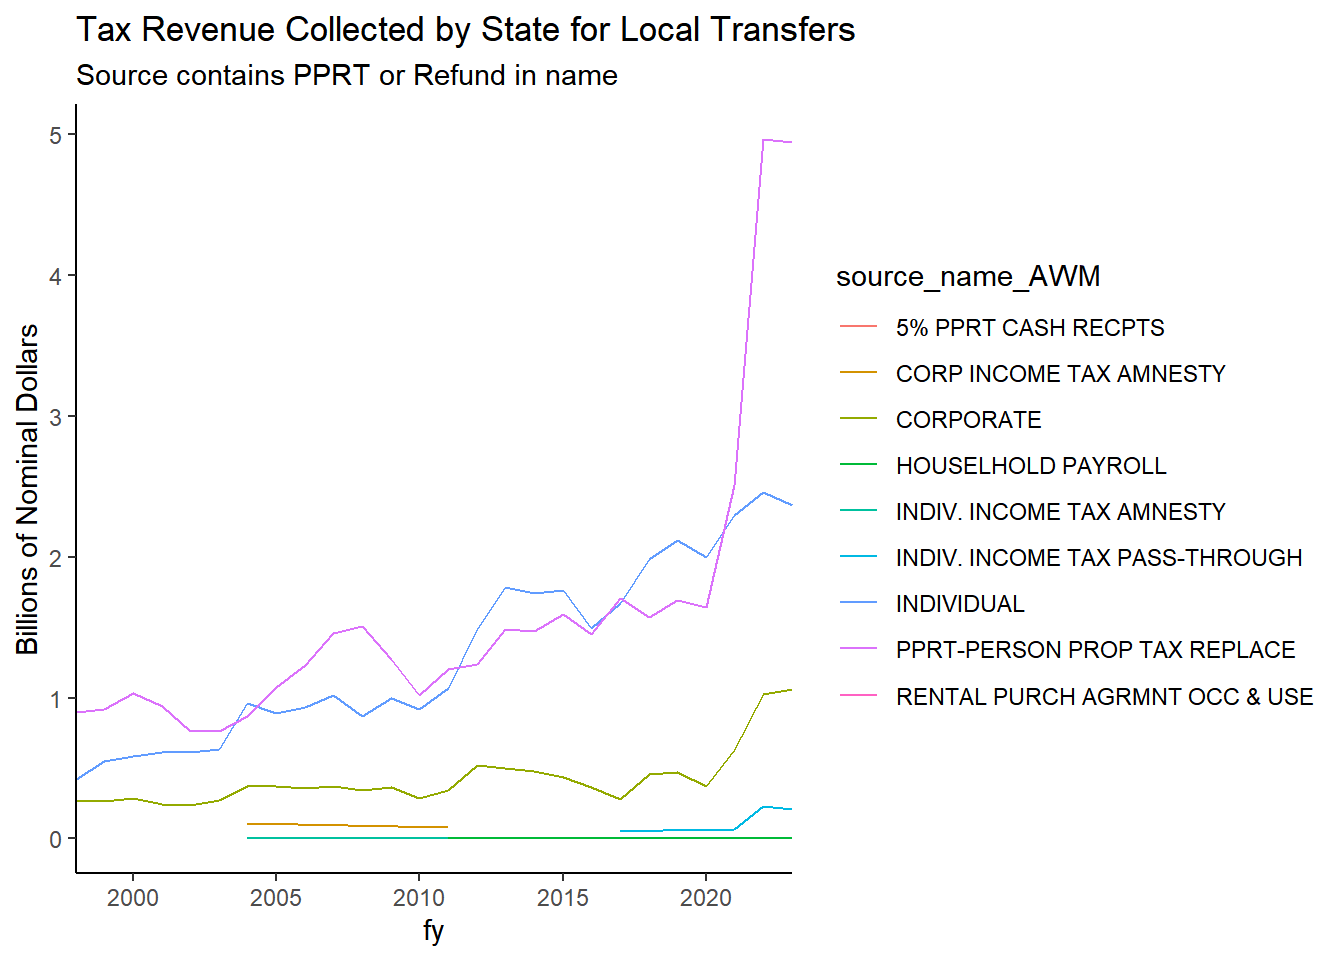 Tax Revenue Collected by State for Local Transfers
Source contains PPRT or Refund in name
5
4
3
2
1
0
Billions of Nominal Dollars
2000
2005
2010
2015
2020
fy
source_name_AWM
5% PPRT CASH RECPTS
CORP INCOME TAX AMNESTY
CORPORATE
HOUSELHOLD PAYROLL
INDIV. INCOME TAX AMNESTY
INDIV. INCOME TAX PASS-THROUGH
INDIVIDUAL
PPRT-PERSON PROP TAX REPLACE
RENTAL PURCH AGRMNT OCC & USE